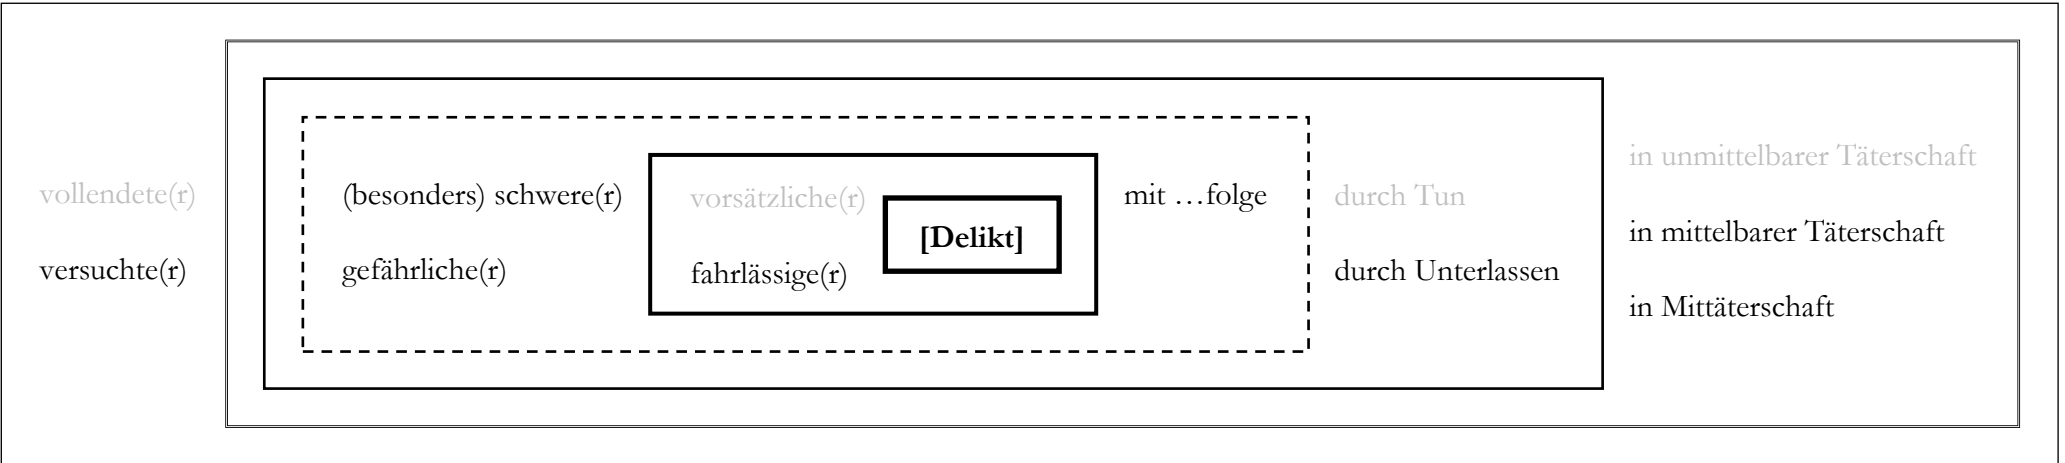 vollendete(r)
versuchte(r)
(besonders) schwere(r)
gefährliche(r)
vorsätzliche(r)
fahrlässige(r)
[Delikt]
mit …folge
durch Tun
durch Unterlassen
in unmittelbarer Täterschaft
in mittelbarer Täterschaft
in Mittäterschaft